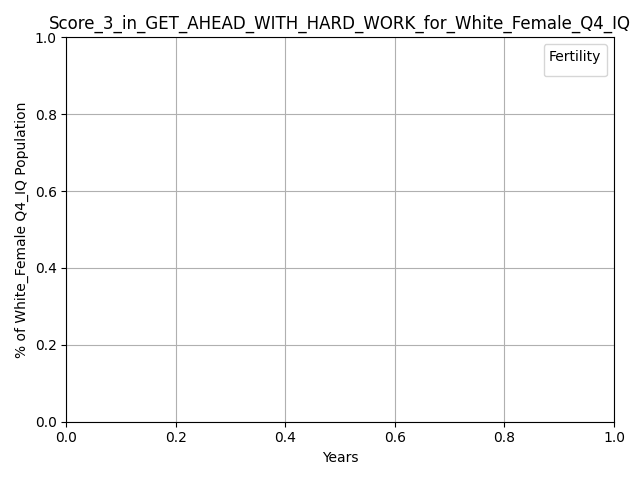 Score_3_in_GET_AHEAD_WITH_HARD_WORK_for_White_Female_Q4_IQ
Fertility
% of White_Female Q4_IQ Population
1.0
0.8
0.6
0.4
0.2
0.0
0.0 0.2 0.4 0.6 0.8 1.0
Years